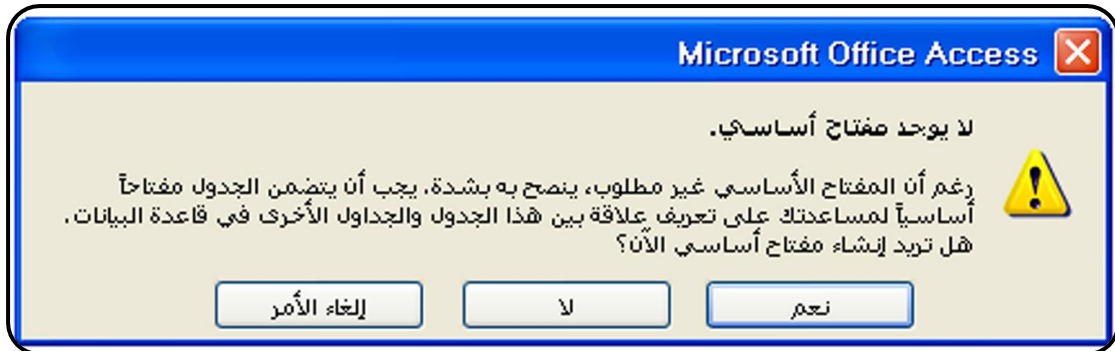 Microsoft Office Access
لا يوجد مفتاح أساسي.
رغم أن المفتاح الأساسي غير مطلوب، ينصح به بشدة. يجب أن يتضمن الجدول مفتاحاً
أساسياً لمساعدتك على تعريف علاقة بين هذا الجدول والجداول الأخرى في قاعدة البيانات.
هل تريد إنشاء مفتاح أساسي الآن؟
نعم لا إلغاء الأمر